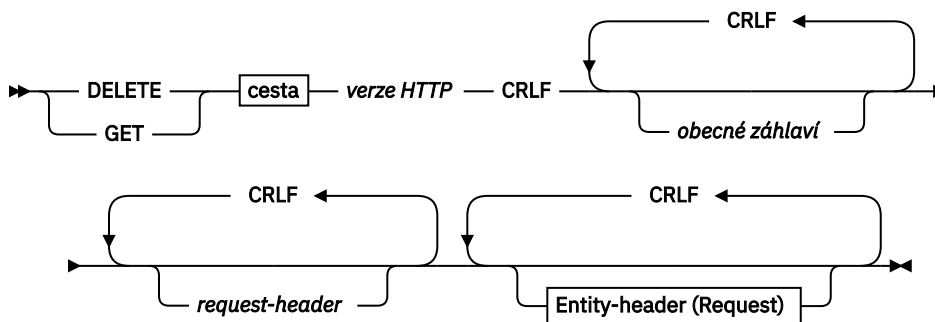 CRLF
DELETE cesta verze HTTP CRLF
GET obecné záhlaví
CRLF CRLF
request-header Entity-header (Request)